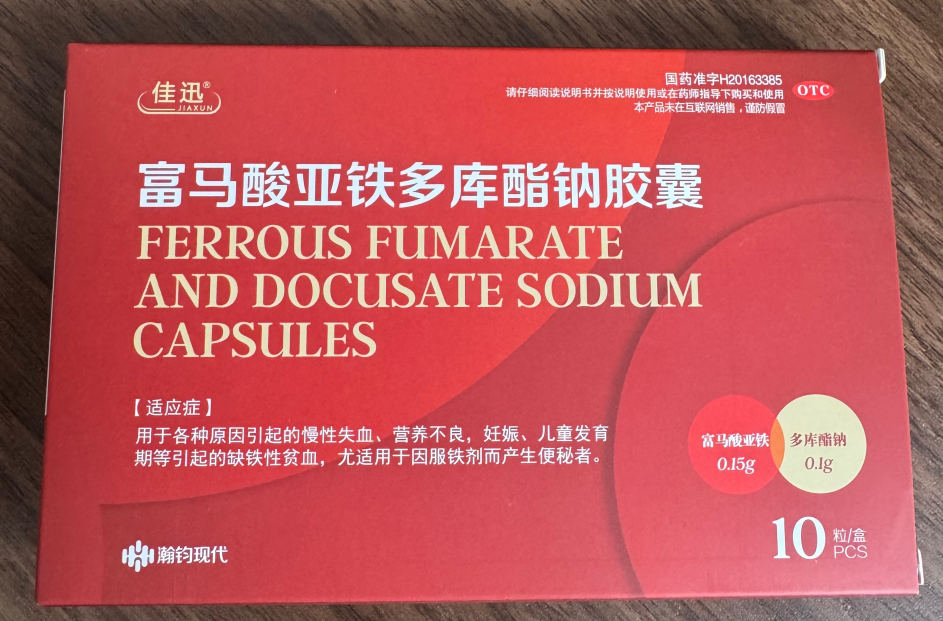 佳迅®
JIAXUN
国药准字H20163385
请仔细阅读说明书并按说明使用或在药师指导下购买和使用
本产品未在互联网销售，谨防假冒
OTC
富马酸亚铁多库酯钠胶囊
FERROUS FUMARATE
AND DOCUSATE SODIUM
CAPSULES
【适应症】
用于各种原因引起的慢性失血、营养不良，妊娠、儿童发育
期等引起的缺铁性贫血，尤适用于因服铁剂而产生便秘者。
富马酸亚铁
0.15g
多库酯钠
0.1g
瀚钧现代
10粒/盒
PCS